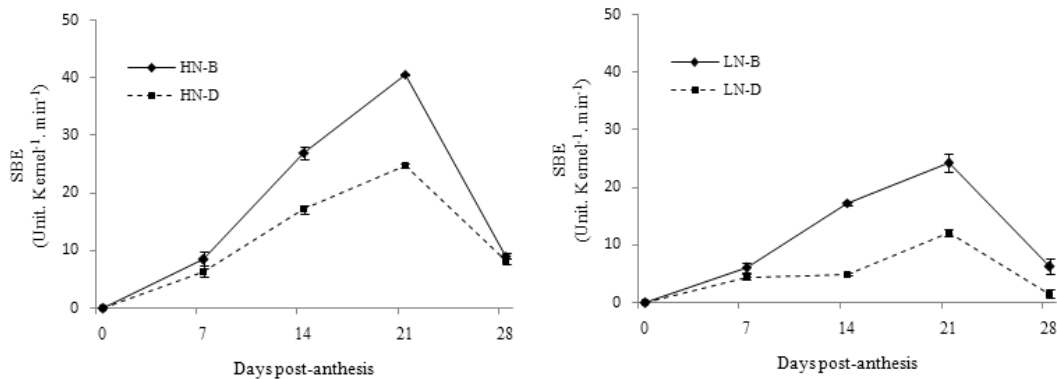 50
40
30
20
10
0
SBE
(Unit. Kernel-1. min-1)
HN-B
HN-D
0 7 14 21 28
Days post-anthesis
50
40
30
20
10
0
SBE
(Unit. Kernel-1. min-1)
LN-B
LN-D
0 7 14 21 28
Days post-anthesis